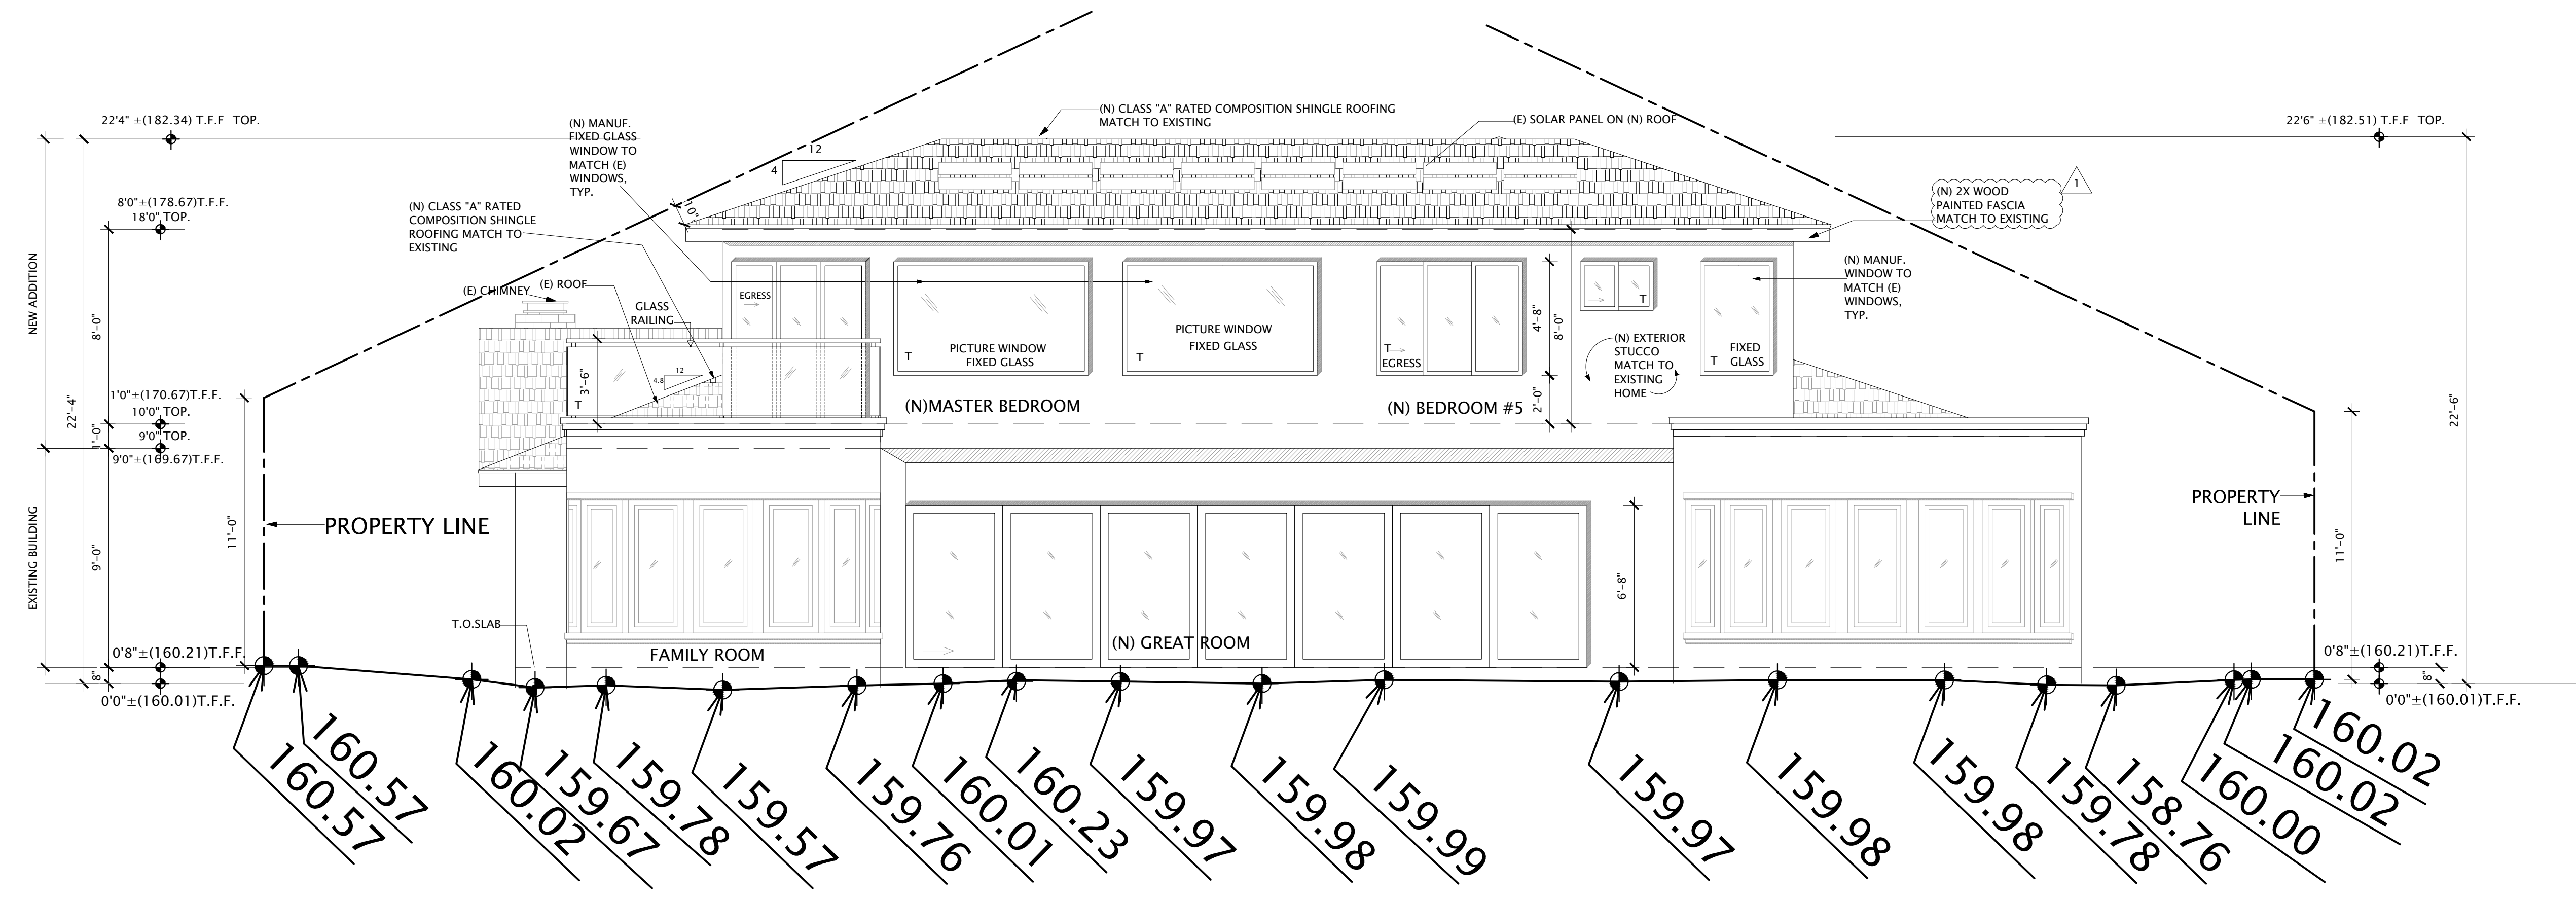 22'4" ±(182.34) T.F.F  TOP.
8'0"±(178.67)T.F.F.
18'0" TOP.
1'0"±(170.67)T.F.F.
10'0" TOP.
9'0" TOP.
9'0"±(169.67)T.F.F.
0'8"±(160.21)T.F.F.
0'0"±(160.01)T.F.F.
NEW ADDITION
EXISTING BUILDING
22'-4"
8'-0"
1'-0"
9'-0"
8"
11'-0"
PROPERTY LINE
(N) CLASS "A" RATED
COMPOSITION SHINGLE
ROOFING MATCH TO
EXISTING
(E) CHIMNEY
(E) ROOF
(N) MANUF.
FIXED GLASS
WINDOW TO
MATCH (E)
WINDOWS,
TYP.
GLASS
RAILING
10"
12
4
(N) CLASS "A" RATED COMPOSITION SHINGLE ROOFING
MATCH TO EXISTING
(E) SOLAR PANEL ON (N) ROOF
EGRESS
12
4.8
3'-6"
T
T
PICTURE WINDOW
FIXED GLASS
T
PICTURE WINDOW
FIXED GLASS
T
EGRESS
4'-8"
8'-0"
2'-0"
T
(N) EXTERIOR
STUCCO
MATCH TO
EXISTING
HOME
T
FIXED
GLASS
(N)MASTER BEDROOM
(N) BEDROOM #5
(N) MANUF.
WINDOW TO
MATCH (E)
WINDOWS,
TYP.
(N) 2X WOOD
PAINTED FASCIA
MATCH TO EXISTING
1
22'6" ±(182.51) T.F.F  TOP.
22'-6"
PROPERTY
LINE
11'-0"
6'-8"
T.O.SLAB
FAMILY ROOM
(N) GREAT ROOM
0'8"±(160.21)T.F.F.
8"
0'0"±(160.01)T.F.F.
160.57
160.57
160.02
159.67
159.78
159.57
159.76
160.01
160.23
159.97
159.98
159.99
159.97
159.98
159.98
159.78
158.76
160.00
160.02
160.02